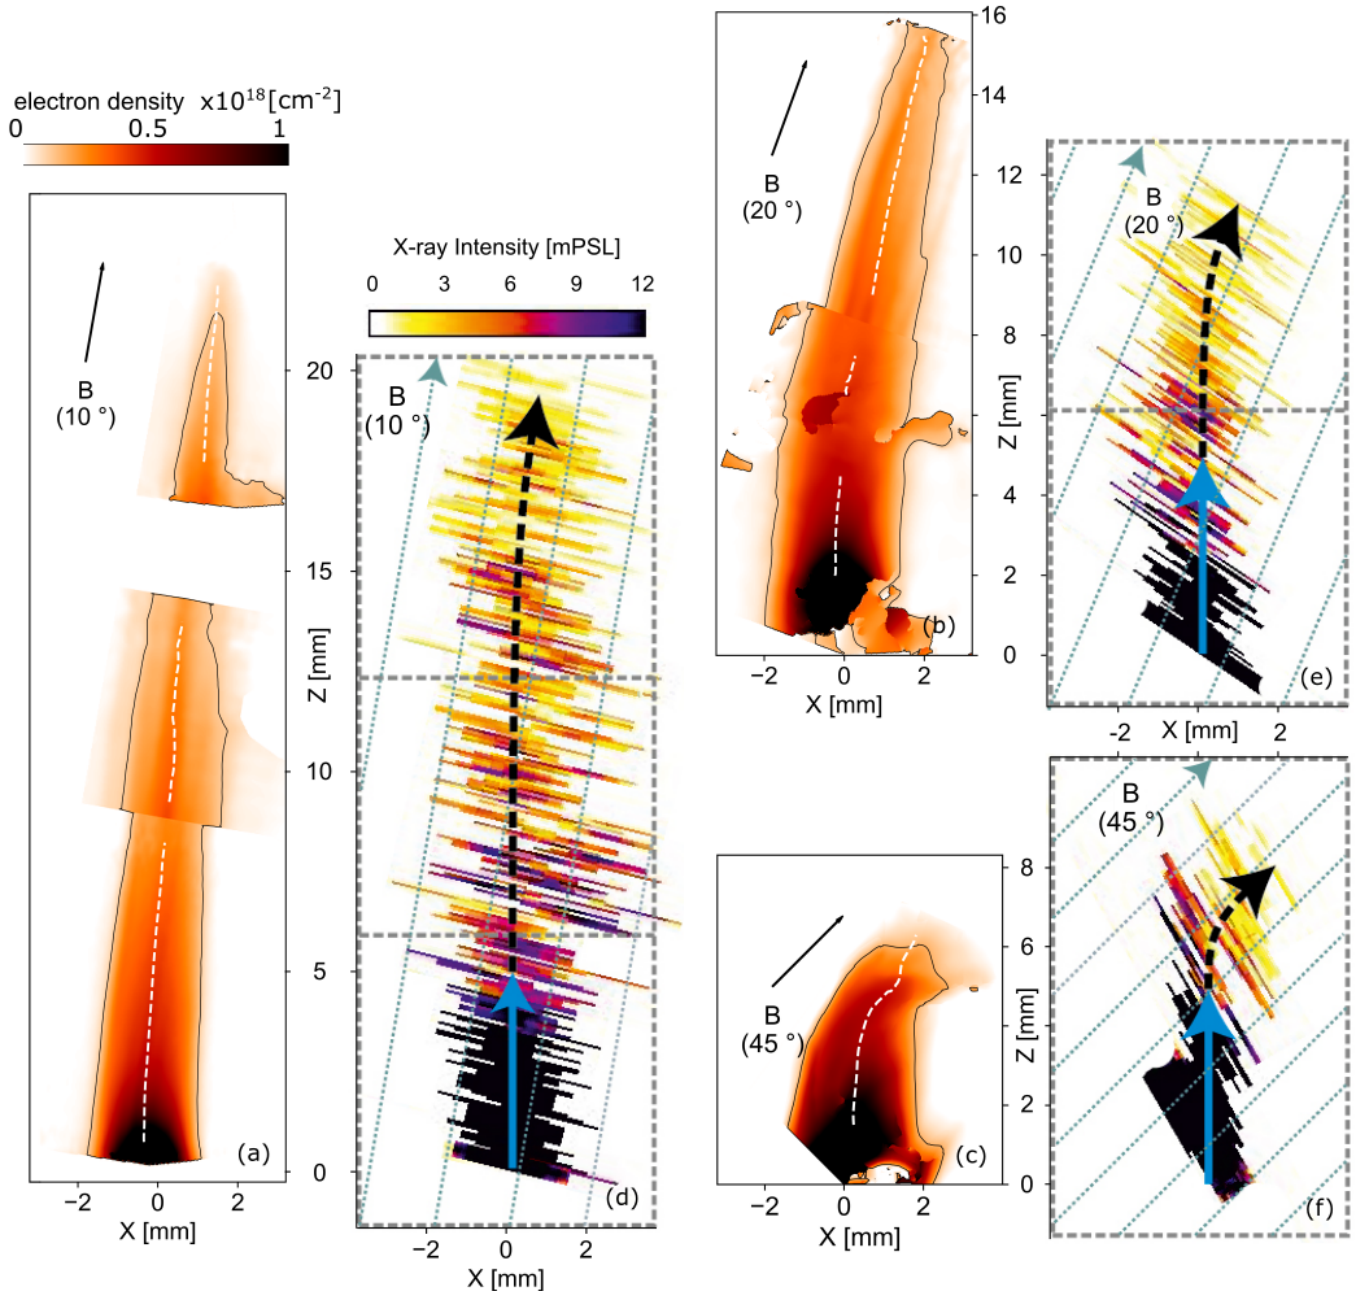 electron density x10¹⁸[cm⁻²]
0 0.5 1
B
(10 °)
(a)
−2 0 2
X [mm]
X-ray Intensity [mPSL]
0 3 6 9 12
B
(10 °)
20
15
Z [mm]
10
5
0
(d)
−2 0 2
X [mm]
B
(20 °)
16
14
12
10
8
Z [mm]
6
4
2
0
(b)
−2 0 2
X [mm]
B
(20 °)
(e)
−2 X [mm] 2
B
(45 °)
(c)
8
6
Z [mm]
4
2
0
−2 0 2
X [mm]
B
(45 °)
(f)